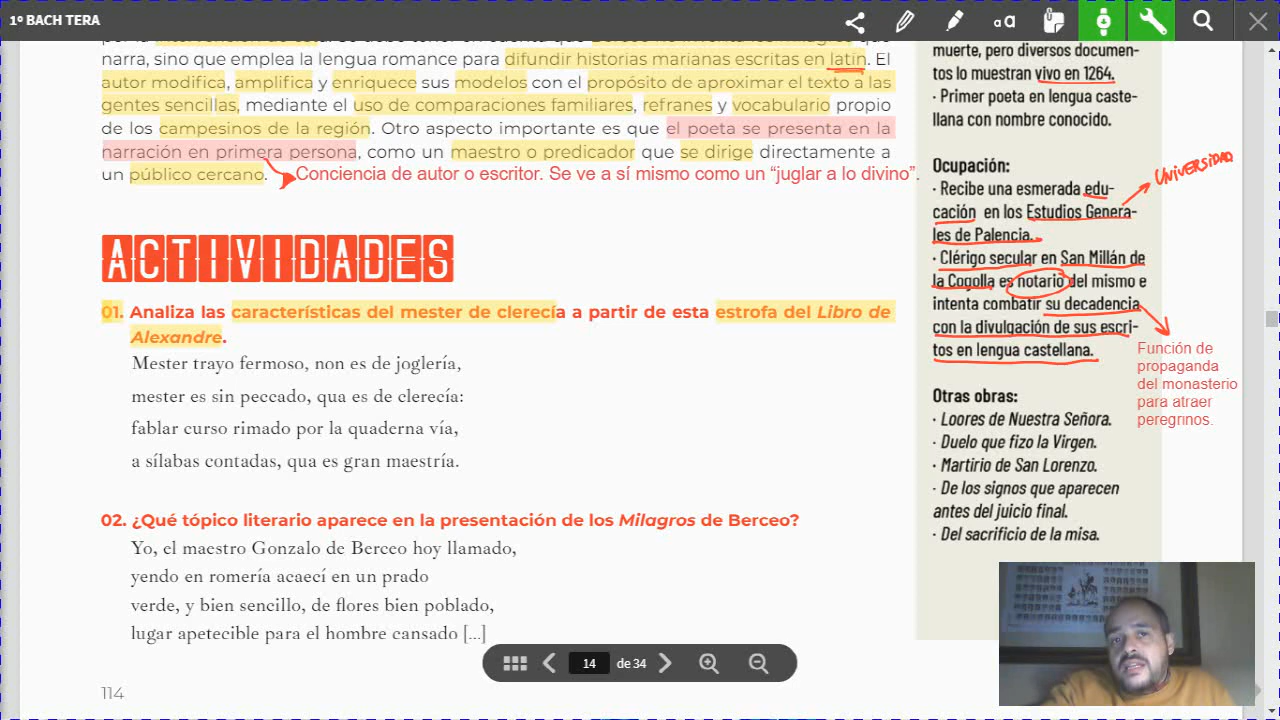 1º BACH TERA
aa
narra, sino que emplea la lengua romance para difundir historias marianas escritas en latín. El
autor modifica, amplifica y enriquece sus modelos con el propósito de aproximar el texto a las
gentes sencillas, mediante el uso de comparaciones familiares, refranes y vocabulario propio
de los campesinos de la región. Otro aspecto importante es que el poeta se presenta en la
narración en primera persona, como un maestro o predicador que se dirige directamente a
un público cercano.
Conciencia de autor o escritor. Se ve a sí mismo como un “juglar a lo divino”.
ACTIVIDADES
01. Analiza las características del mester de clerecía a partir de esta estrofa del Libro de
Alexandre.
Mester trayo fermoso, non es de joglería,
mester es sin peccado, qua es de clerecía:
fablar curso rimado por la quaderna vía,
a sílabas contadas, qua es gran maestría.
02. ¿Qué tópico literario aparece en la presentación de los Milagros de Berceo?
Yo, el maestro Gonzalo de Berceo hoy llamado,
yendo en romería acaecí en un prado
verde, y bien sencillo, de flores bien poblado,
lugar apetecible para el hombre cansado [...]
114
muerte, pero diversos documen-
tos lo muestran vivo en 1264.
· Primer poeta en lengua caste-
llana con nombre conocido.
Ocupación:
· Recibe una esmerada edu-
cación en los Estudios Genera-
les de Palencia.
UNIVERSIDAD
· Clérigo secular en San Millán de
la Cogolla es notario del mismo e
intenta combatir su decadencia
con la divulgación de sus escri-
tos en lengua castellana.
Función de
propaganda
del monasterio
para atraer
peregrinos.
Otras obras:
· Loores de Nuestra Señora.
· Duelo que fizo la Virgen.
· Martirio de San Lorenzo.
· De los signos que aparecen
antes del juicio final.
· Del sacrificio de la misa.
14 de 34